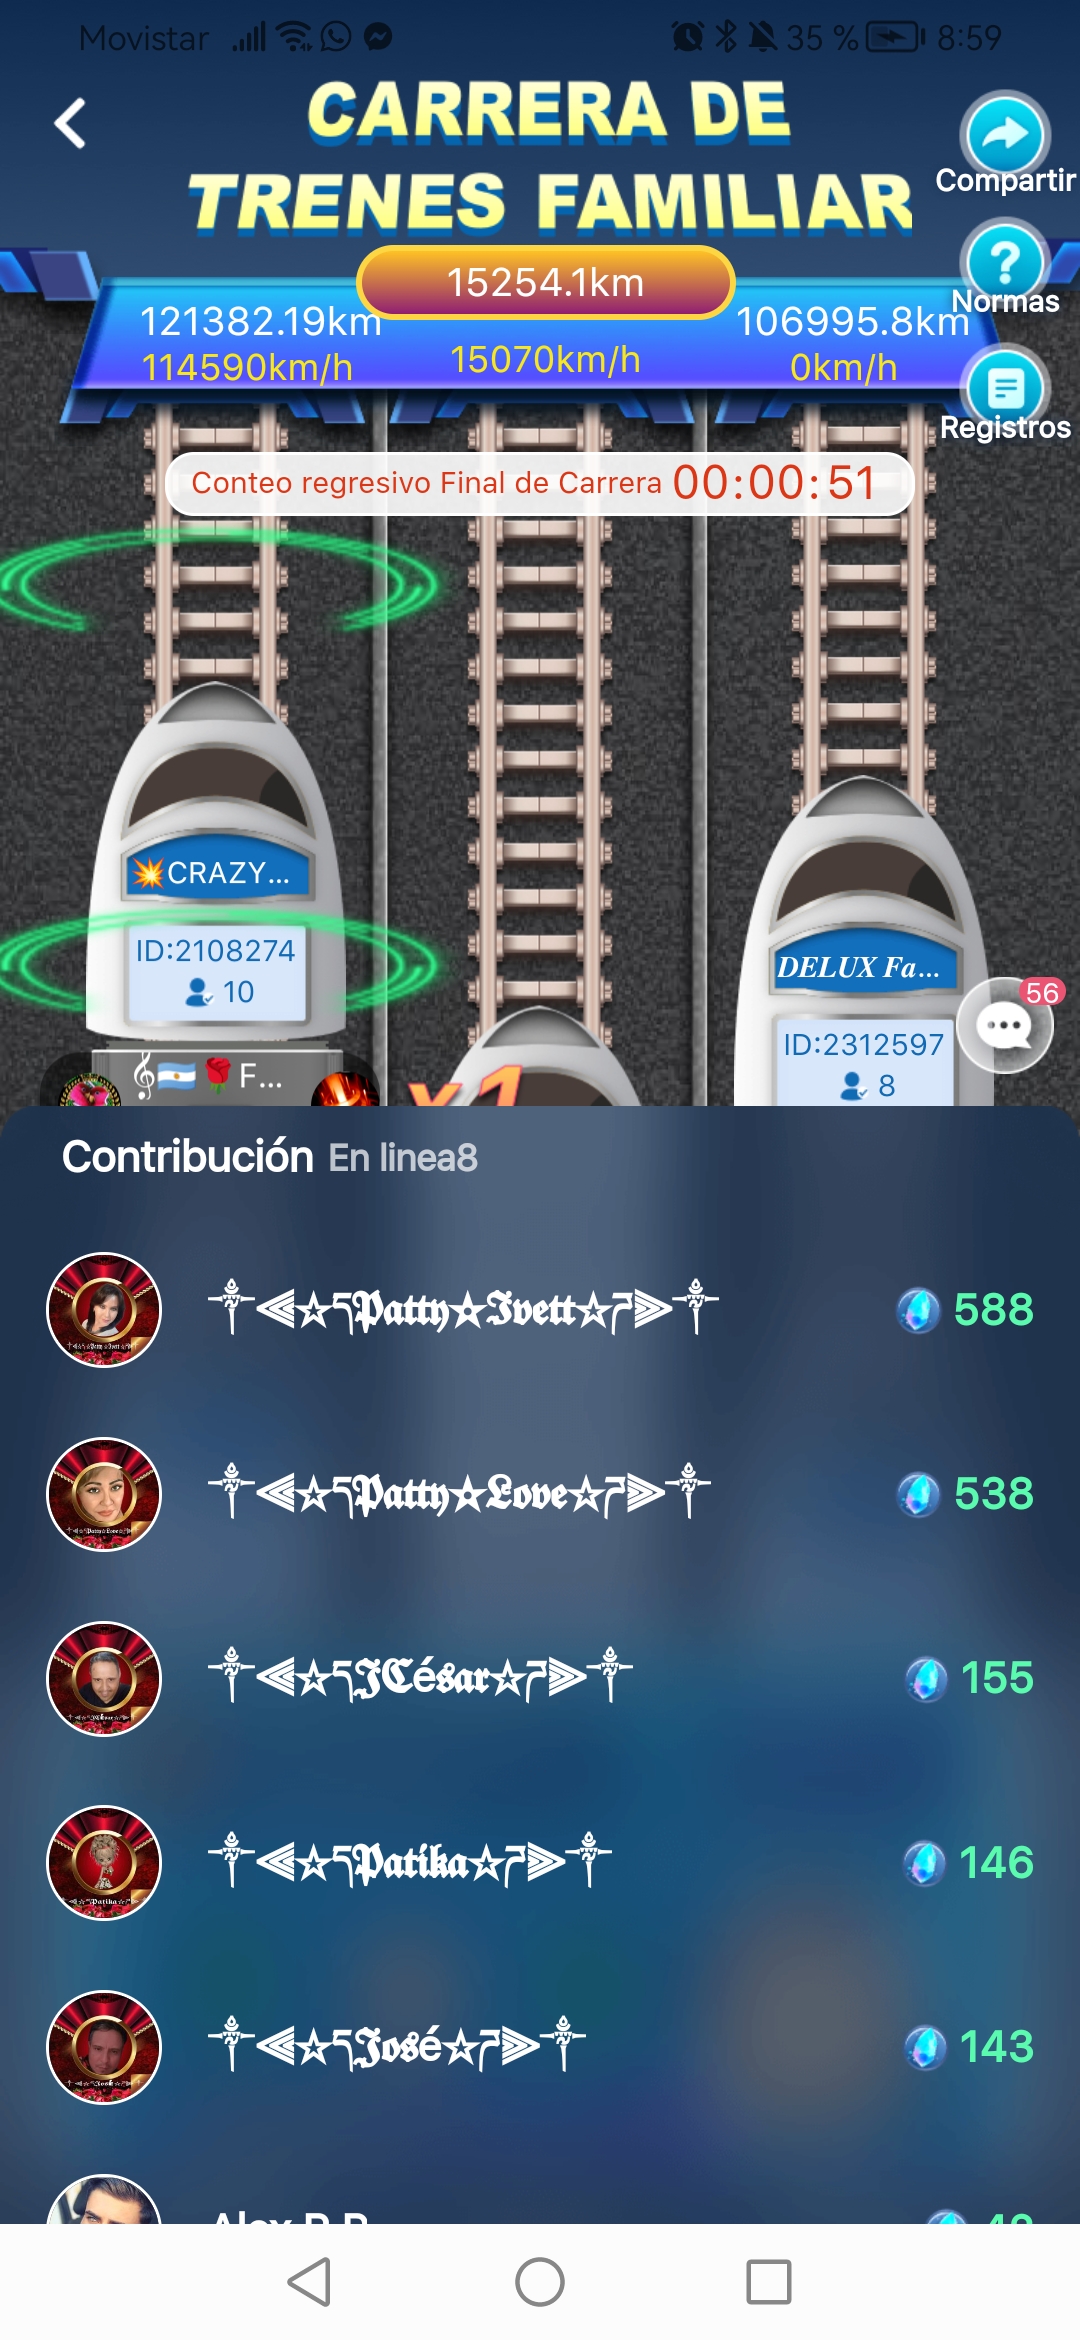 Movistar 35 % 8:59
CARRERA DE
TRENES FAMILIAR
Compartir
Normas
Registros
15254.1km
121382.19km
106995.8km
114590km/h
15070km/h
0km/h
Conteo regresivo Final de Carrera 00:00:51
💥CRAZY...
ID:2108274
10
🇦🇷🌹F...
DELUX Fa...
ID:2312597
8
56
x1
Contribución En linea8
༒⫷☆ 𝕻𝖆𝖙𝖙𝖞★𝕴𝖛𝖊𝖙𝖙☆ ⫸༒ 588
༒⫷☆ 𝕻𝖆𝖙𝖙𝖞★𝕷𝖔𝖛𝖊☆ ⫸༒ 538
༒⫷☆ 𝕵𝕮é𝖘𝖆𝖗☆ ⫸༒ 155
༒⫷☆ 𝕻𝖆𝖙𝖎𝖐𝖆☆ ⫸༒ 146
༒⫷☆ 𝕵𝖔𝖘é☆ ⫸༒ 143